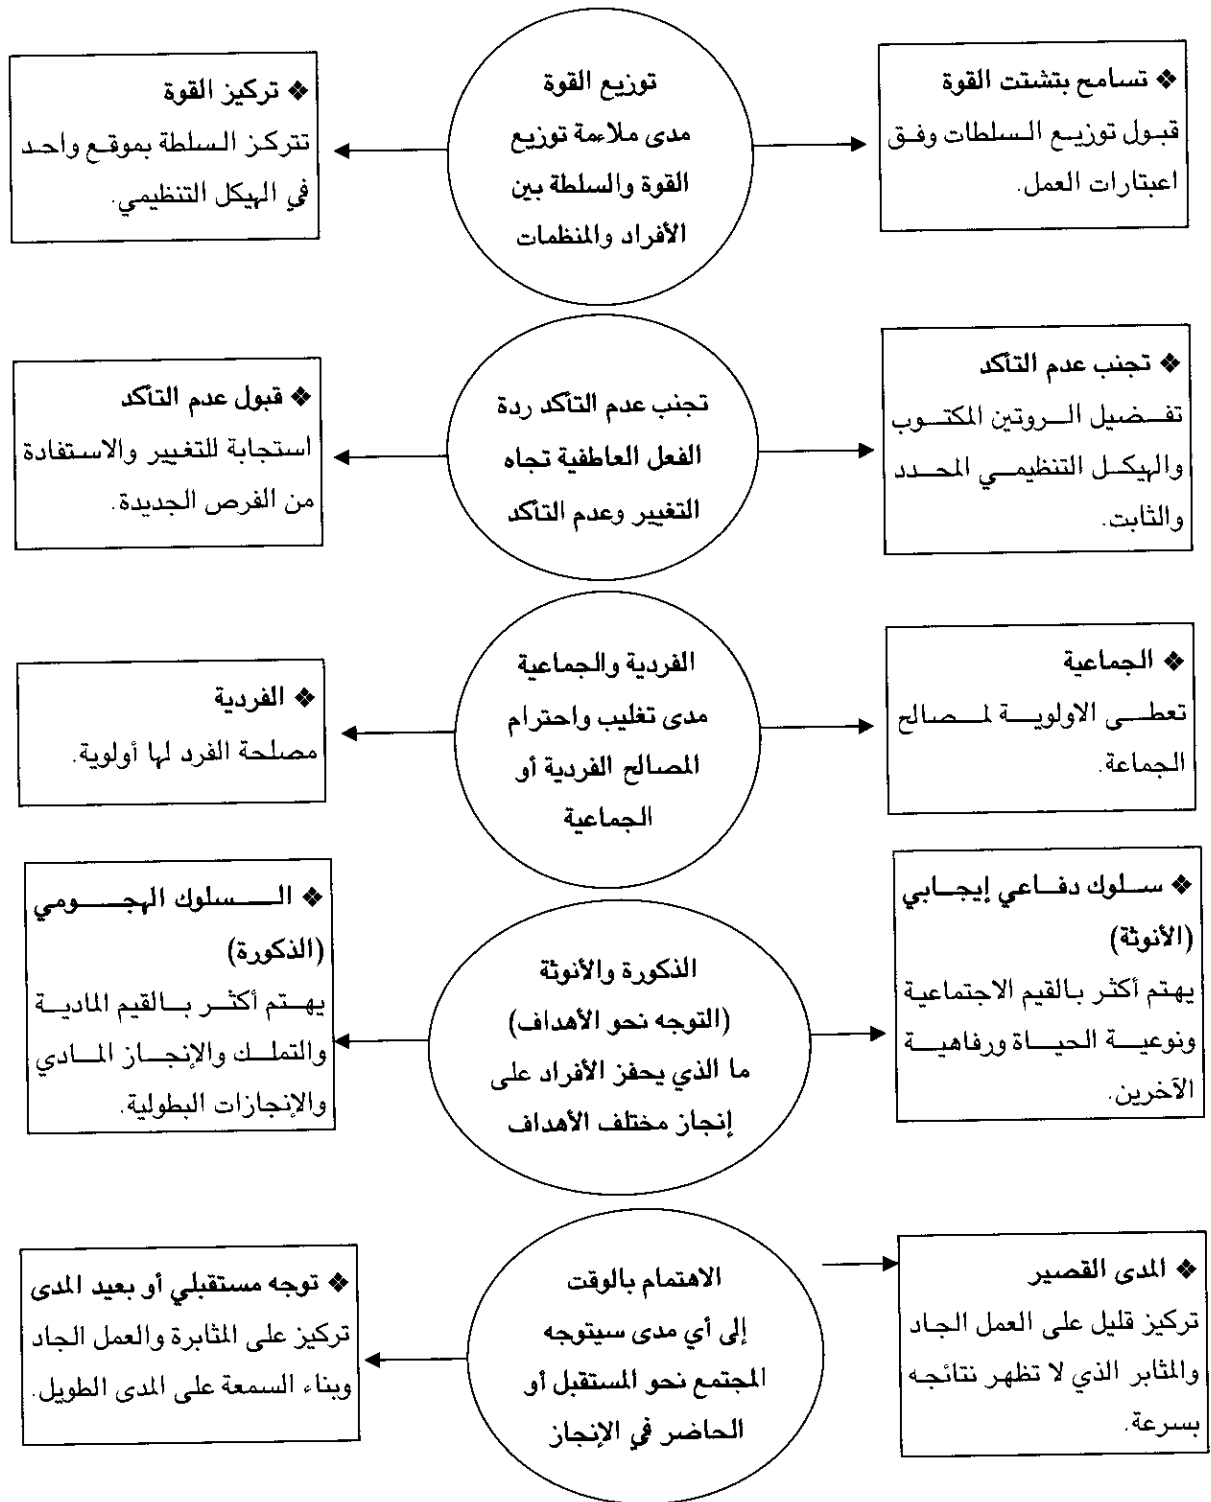 ❖ تسامح بتشتت القوة
قبول توزيع السلطات وفق
اعبتارات العمل.
توزيع القوة
مدى ملاءمة توزيع
القوة والسلطة بين
الأفراد والمنظمات
❖ تركيز القوة
تتركز السلطة بموقع واحد
في الهيكل التنظيمي.
❖ تجنب عدم التأكد
تفضيل الروتين المكتوب
والهيكل التنظيمي المحدد
والثابت.
تجنب عدم التأكد ردة
الفعل العاطفية تجاه
التغيير وعدم التأكد
❖ قبول عدم التأكد
استجابة للتغيير والاستفادة
من الفرص الجديدة.
❖ الجماعية
تعطى الاولوية لمصالح
الجماعة.
الفردية والجماعية
مدى تغليب واحترام
المصالح الفردية أو
الجماعية
❖ الفردية
مصلحة الفرد لها أولوية.
❖ سلوك دفاعي إيجابي
(الأنوثة)
يهتم أكثر بالقيم الاجتماعية
ونوعية الحياة ورفاهية
الآخرين.
الذكورة والأنوثة
(التوجه نحو الأهداف)
ما الذي يحفز الأفراد على
إنجاز مختلف الأهداف
❖ السلوك الهجومي
(الذكورة)
يهتم أكثر بالقيم المادية
والتملك والإنجاز المادي
والإنجازات البطولية.
❖ المدى القصير
تركيز قليل على العمل الجاد
والمثابر الذي لا تظهر نتائجه
بسرعة.
الاهتمام بالوقت
إلى أي مدى سيتوجه
المجتمع نحو المستقبل أو
الحاضر في الإنجاز
❖ توجه مستقبلي أو بعيد المدى
تركيز على المثابرة والعمل الجاد
وبناء السمعة على المدى الطويل.